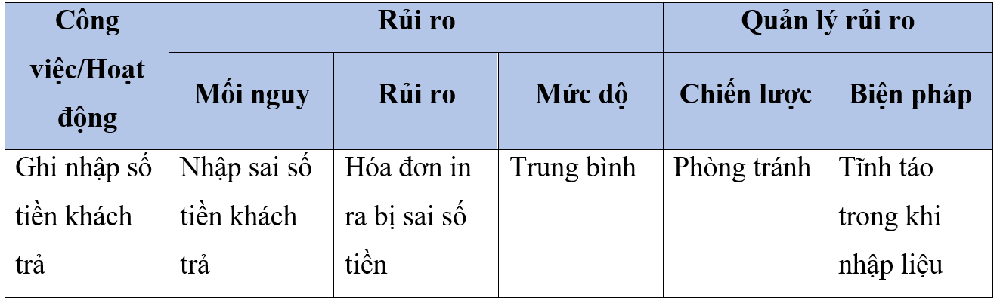 Công
việc/Hoạt
động
Rủi ro
Quản lý rủi ro
Mối nguy
Rủi ro
Mức độ
Chiến lược
Biện pháp
Ghi nhập số
tiền khách
trả
Nhập sai số
tiền khách
trả
Hóa đơn in
ra bị sai số
tiền
Trung bình
Phòng tránh
Tĩnh táo
trong khi
nhập liệu